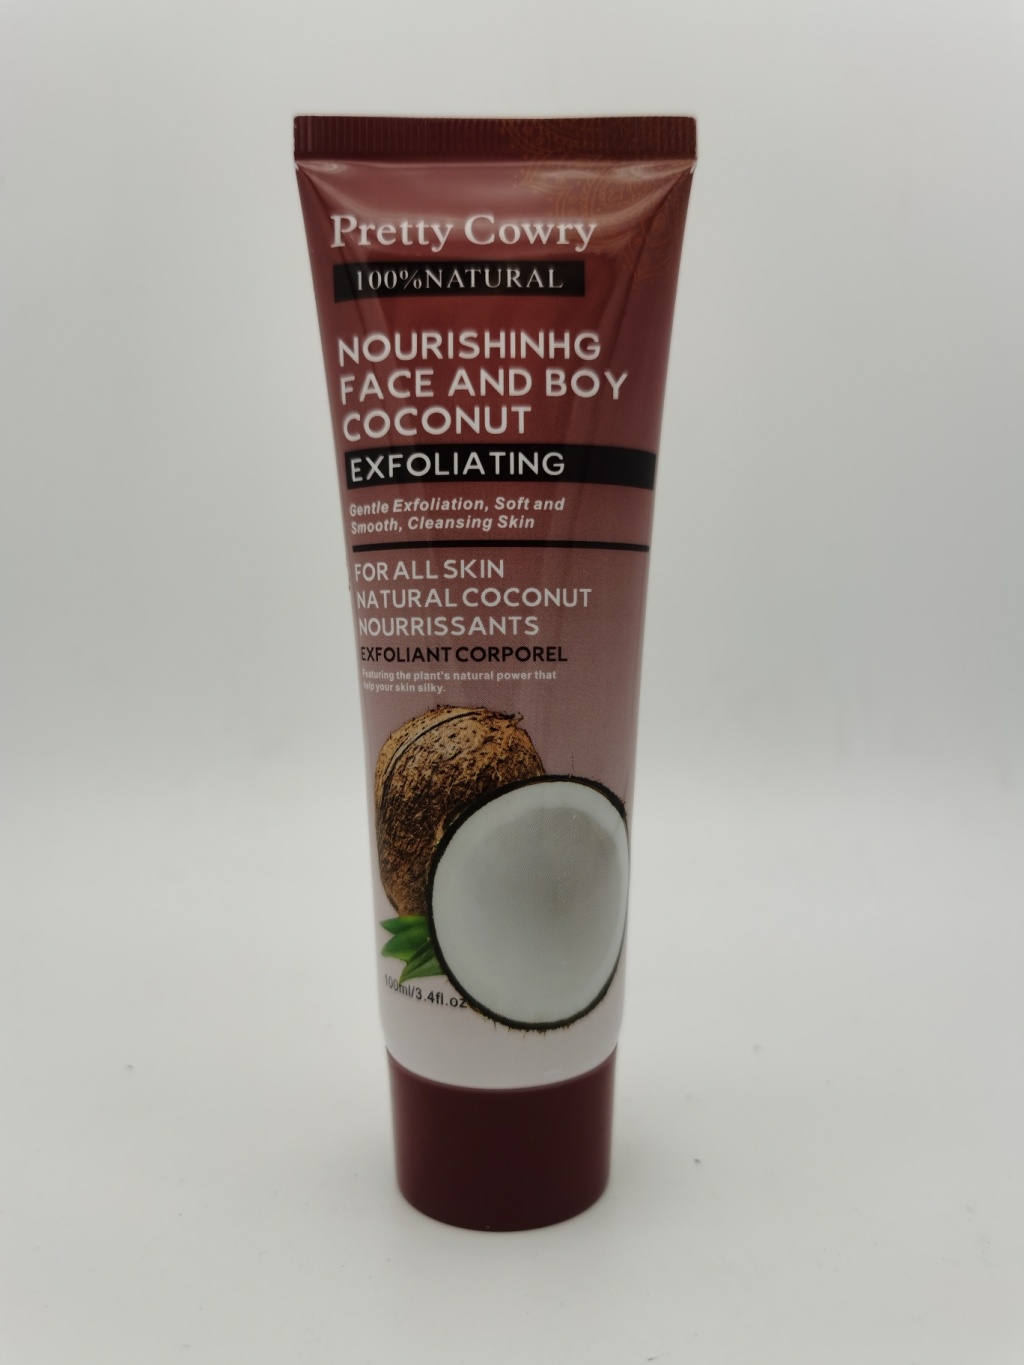 Pretty Cowry
100%NATURAL
NOURISHINHG
FACE AND BOY
COCONUT
EXFOLIATING
Gentle Exfoliation, Soft and
Smooth, Cleansing Skin
FOR ALL SKIN
NATURAL COCONUT
NOURRISSANTS
EXFOLIANT CORPOREL
Featuring the plant's natural power that
help your skin silky.
100ml/3.4fl.oz